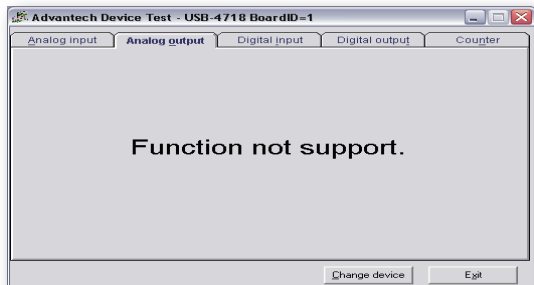 Advantech Device Test - USB-4718 BoardID=1
Analog input Analog output Digital input Digital output Counter
Function not support.
Change device Exit